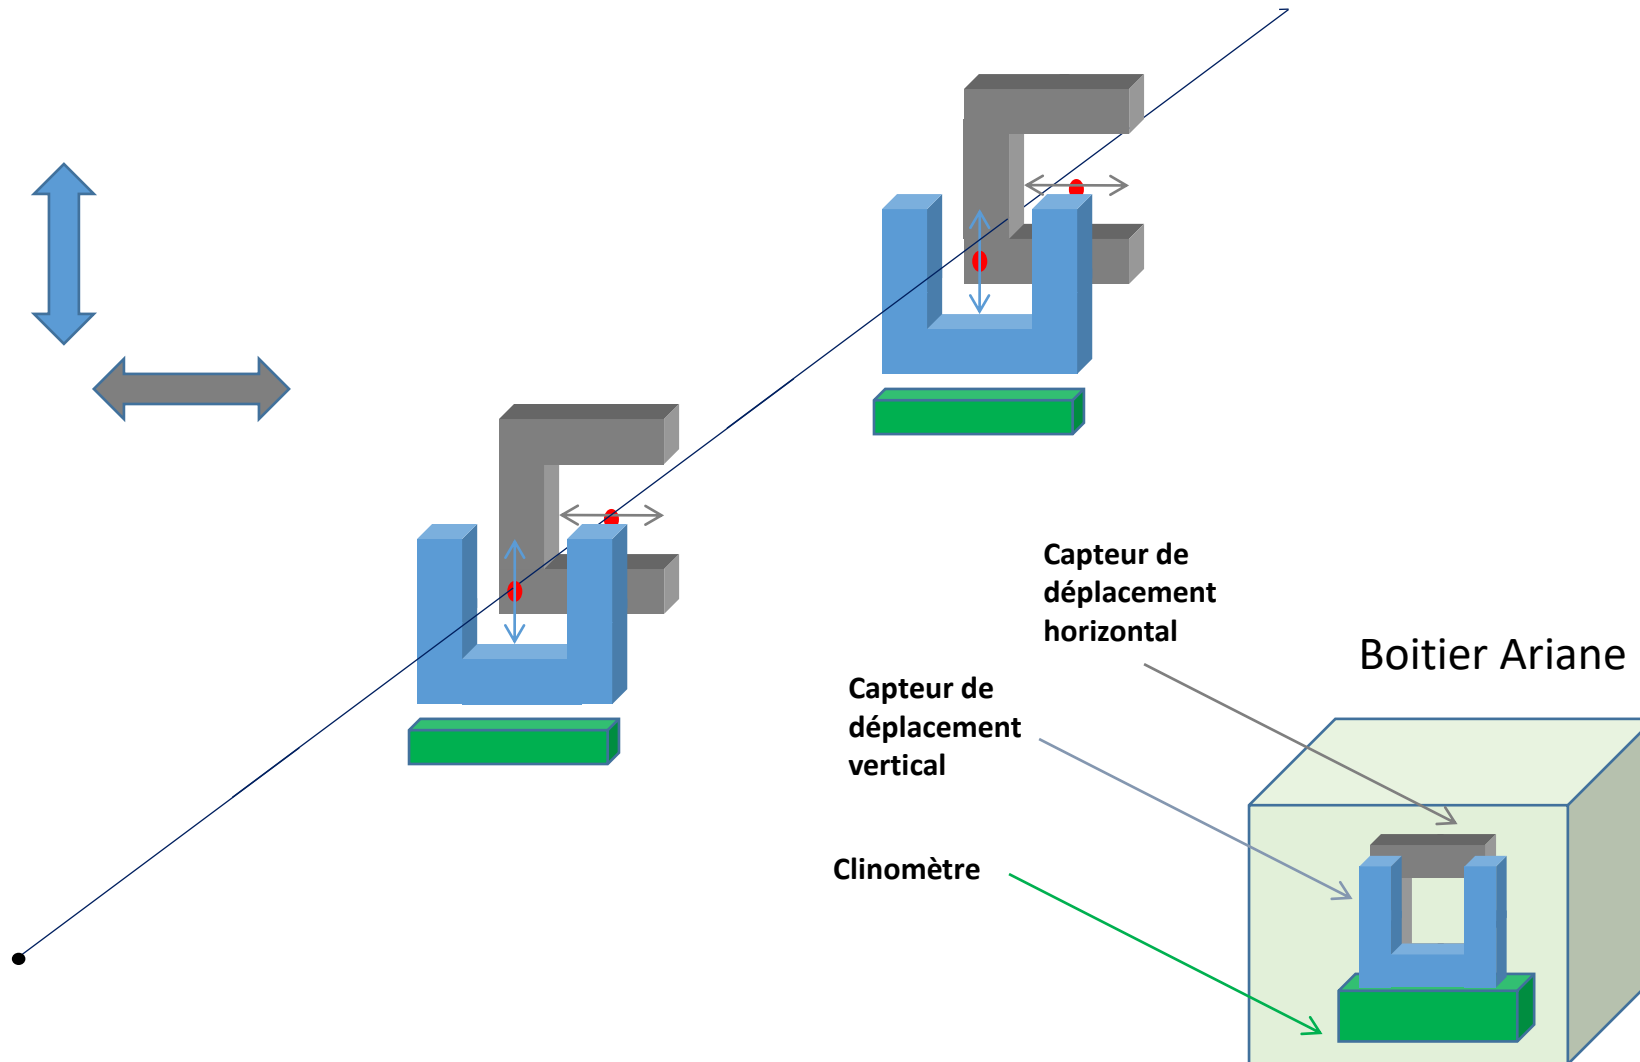 Capteur de
déplacement
horizontal
Boitier Ariane
Capteur de
déplacement
vertical
Clinomètre